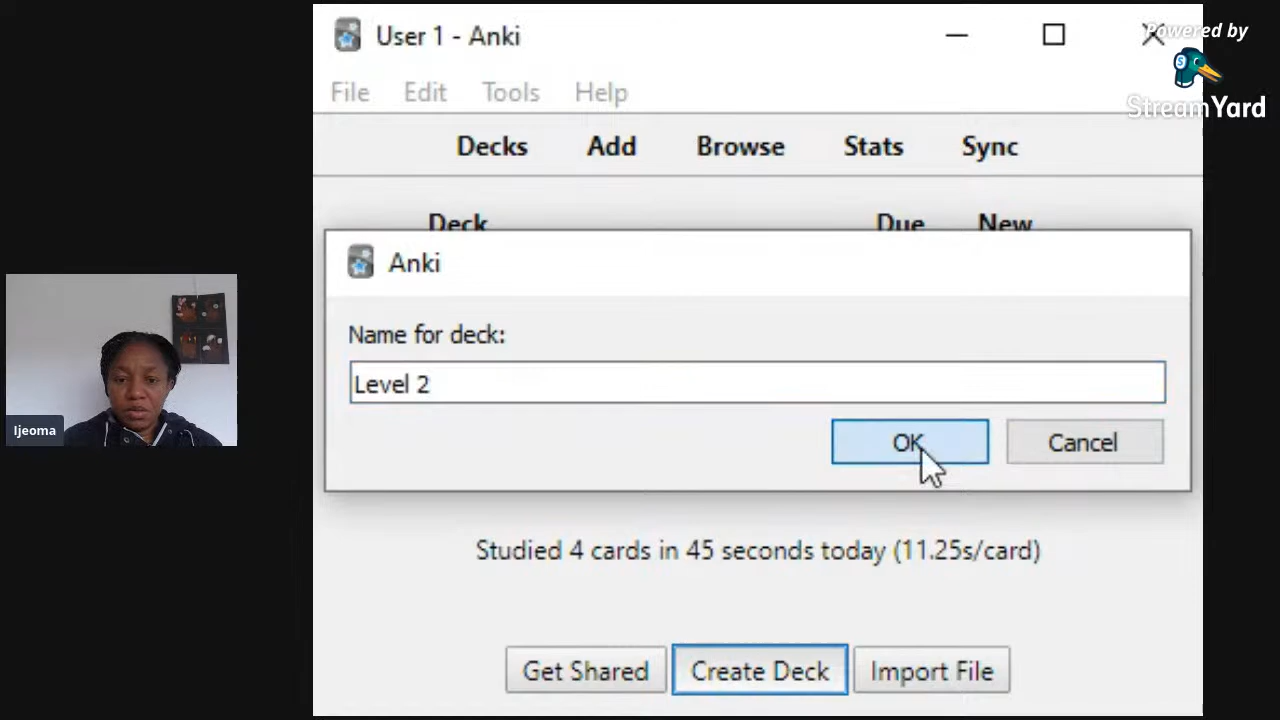 User 1 - Anki
Powered by
StreamYard
File Edit Tools Help
Decks Add Browse Stats Sync
Deck Due New
Anki
Name for deck:
Level 2
OK Cancel
Ijeoma
Studied 4 cards in 45 seconds today (11.25s/card)
Get Shared Create Deck Import File